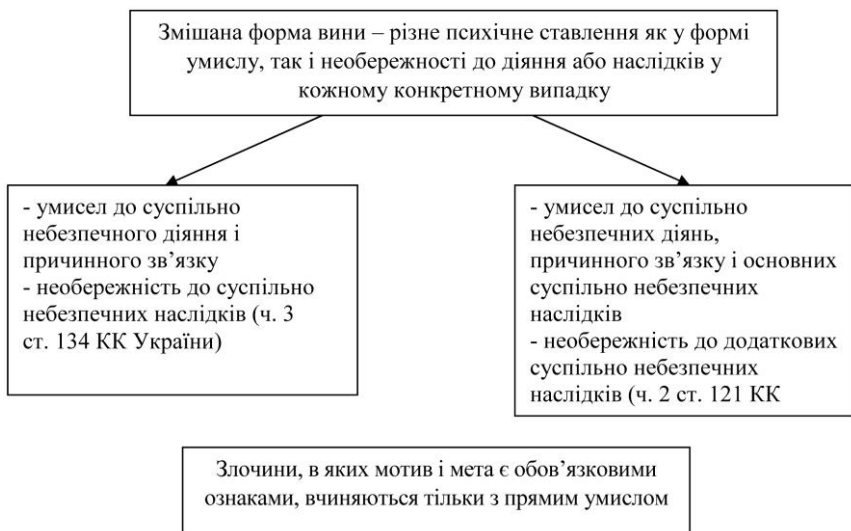 Змішана форма вини – різне психічне ставлення як у формі
умислу, так і необережності до діяння або наслідків у
кожному конкретному випадку
- умисел до суспільно
небезпечного діяння і
причинного зв’язку
- необережність до суспільно
небезпечних наслідків (ч. 3
ст. 134 КК України)
- умисел до суспільно
небезпечних діянь,
причинного зв’язку і основних
суспільно небезпечних
наслідків
- необережність до додаткових
суспільно небезпечних
наслідків (ч. 2 ст. 121 КК
Злочини, в яких мотив і мета є обов’язковими
ознаками, вчиняються тільки з прямим умислом